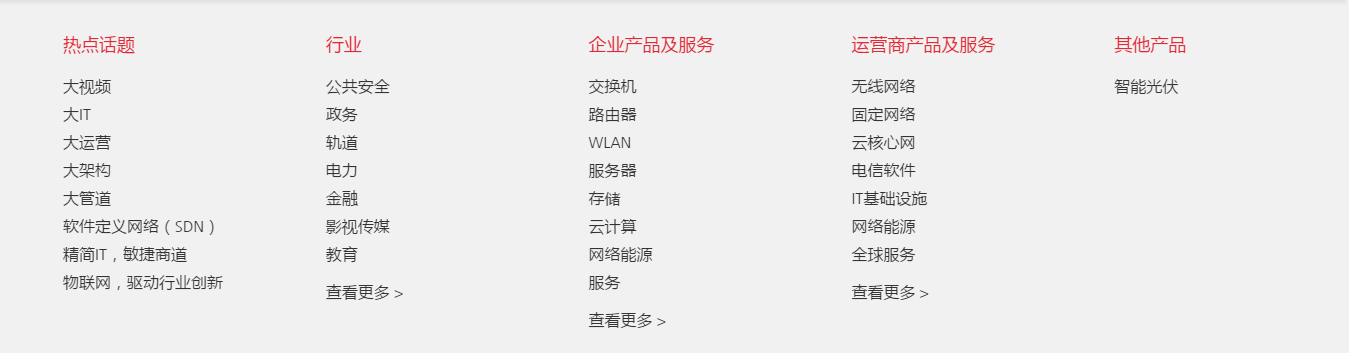 热点话题
大视频
大IT
大运营
大架构
大管道
软件定义网络（SDN）
精简IT，敏捷商道
物联网，驱动行业创新
行业
公共安全
政务
轨道
电力
金融
影视传媒
教育
查看更多 >
企业产品及服务
交换机
路由器
WLAN
服务器
存储
云计算
网络能源
服务
查看更多 >
运营商产品及服务
无线网络
固定网络
云核心网
电信软件
IT基础设施
网络能源
全球服务
查看更多 >
其他产品
智能光伏